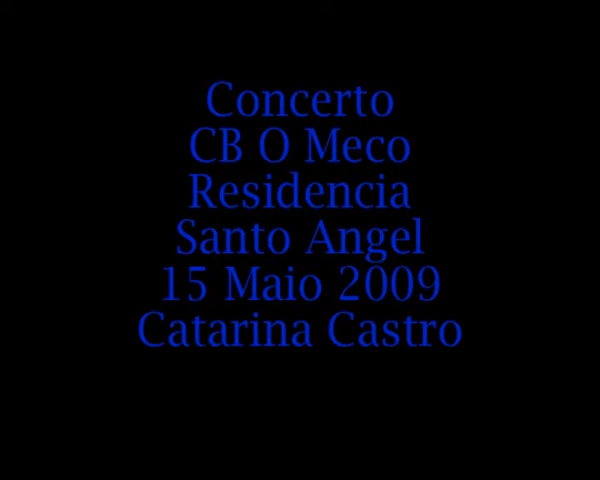 Concerto
CB O Meco
Residencia
Santo Angel
15 Maio 2009
Catarina Castro